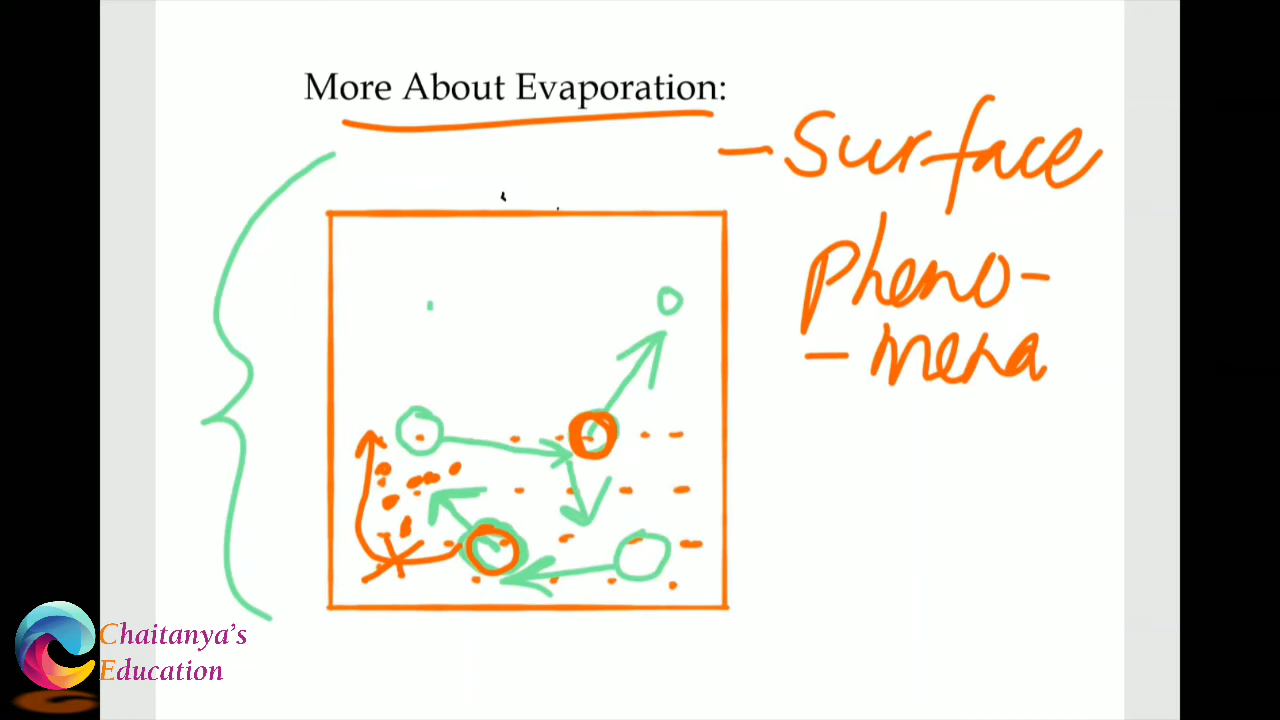 More About Evaporation:
- Surface
pheno-
- mena
Chaitanya's
Education